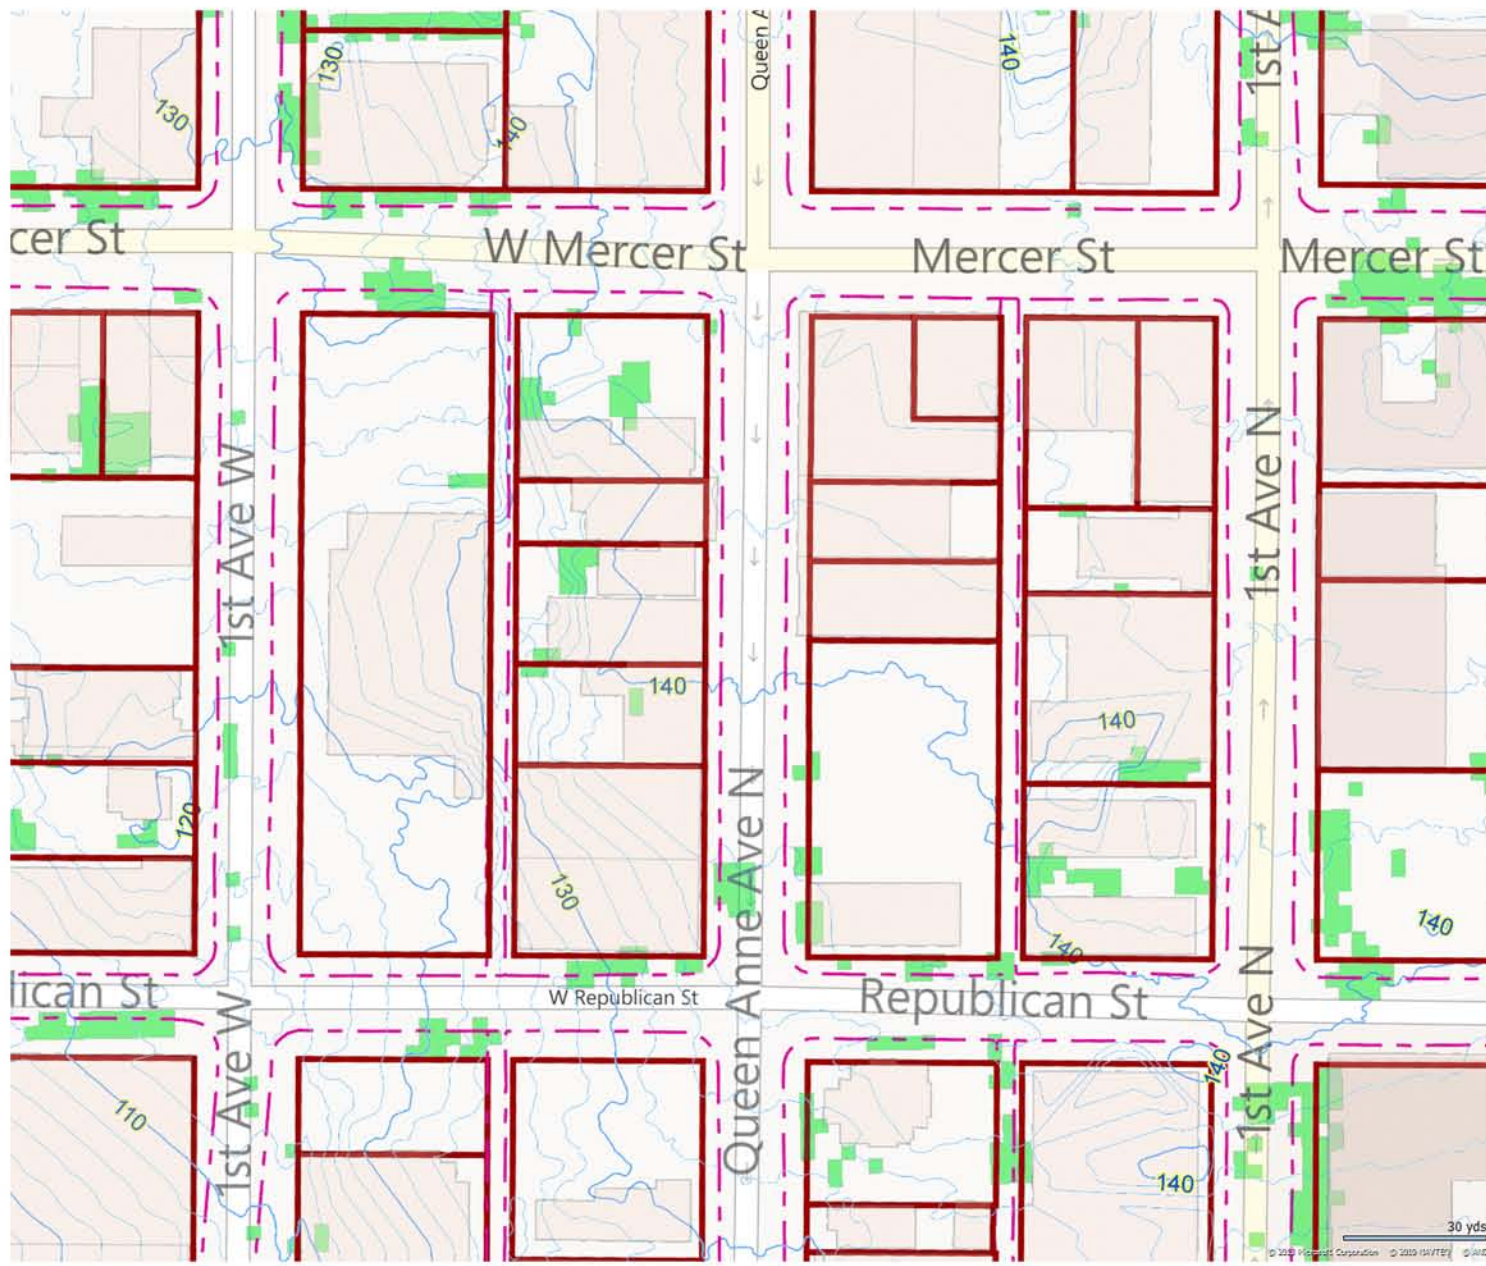 Queen A
1st A
130
140
130
140
cer St
W Mercer St
Mercer St
Mercer St
1st Ave W
1st Ave N
140
140
120
Queen Anne Ave N
130
140
140
lican St
W Republican St
Republican St
1st Ave W
1st Ave N
140
110
140
30 yds
© 2010 NAVTEQ